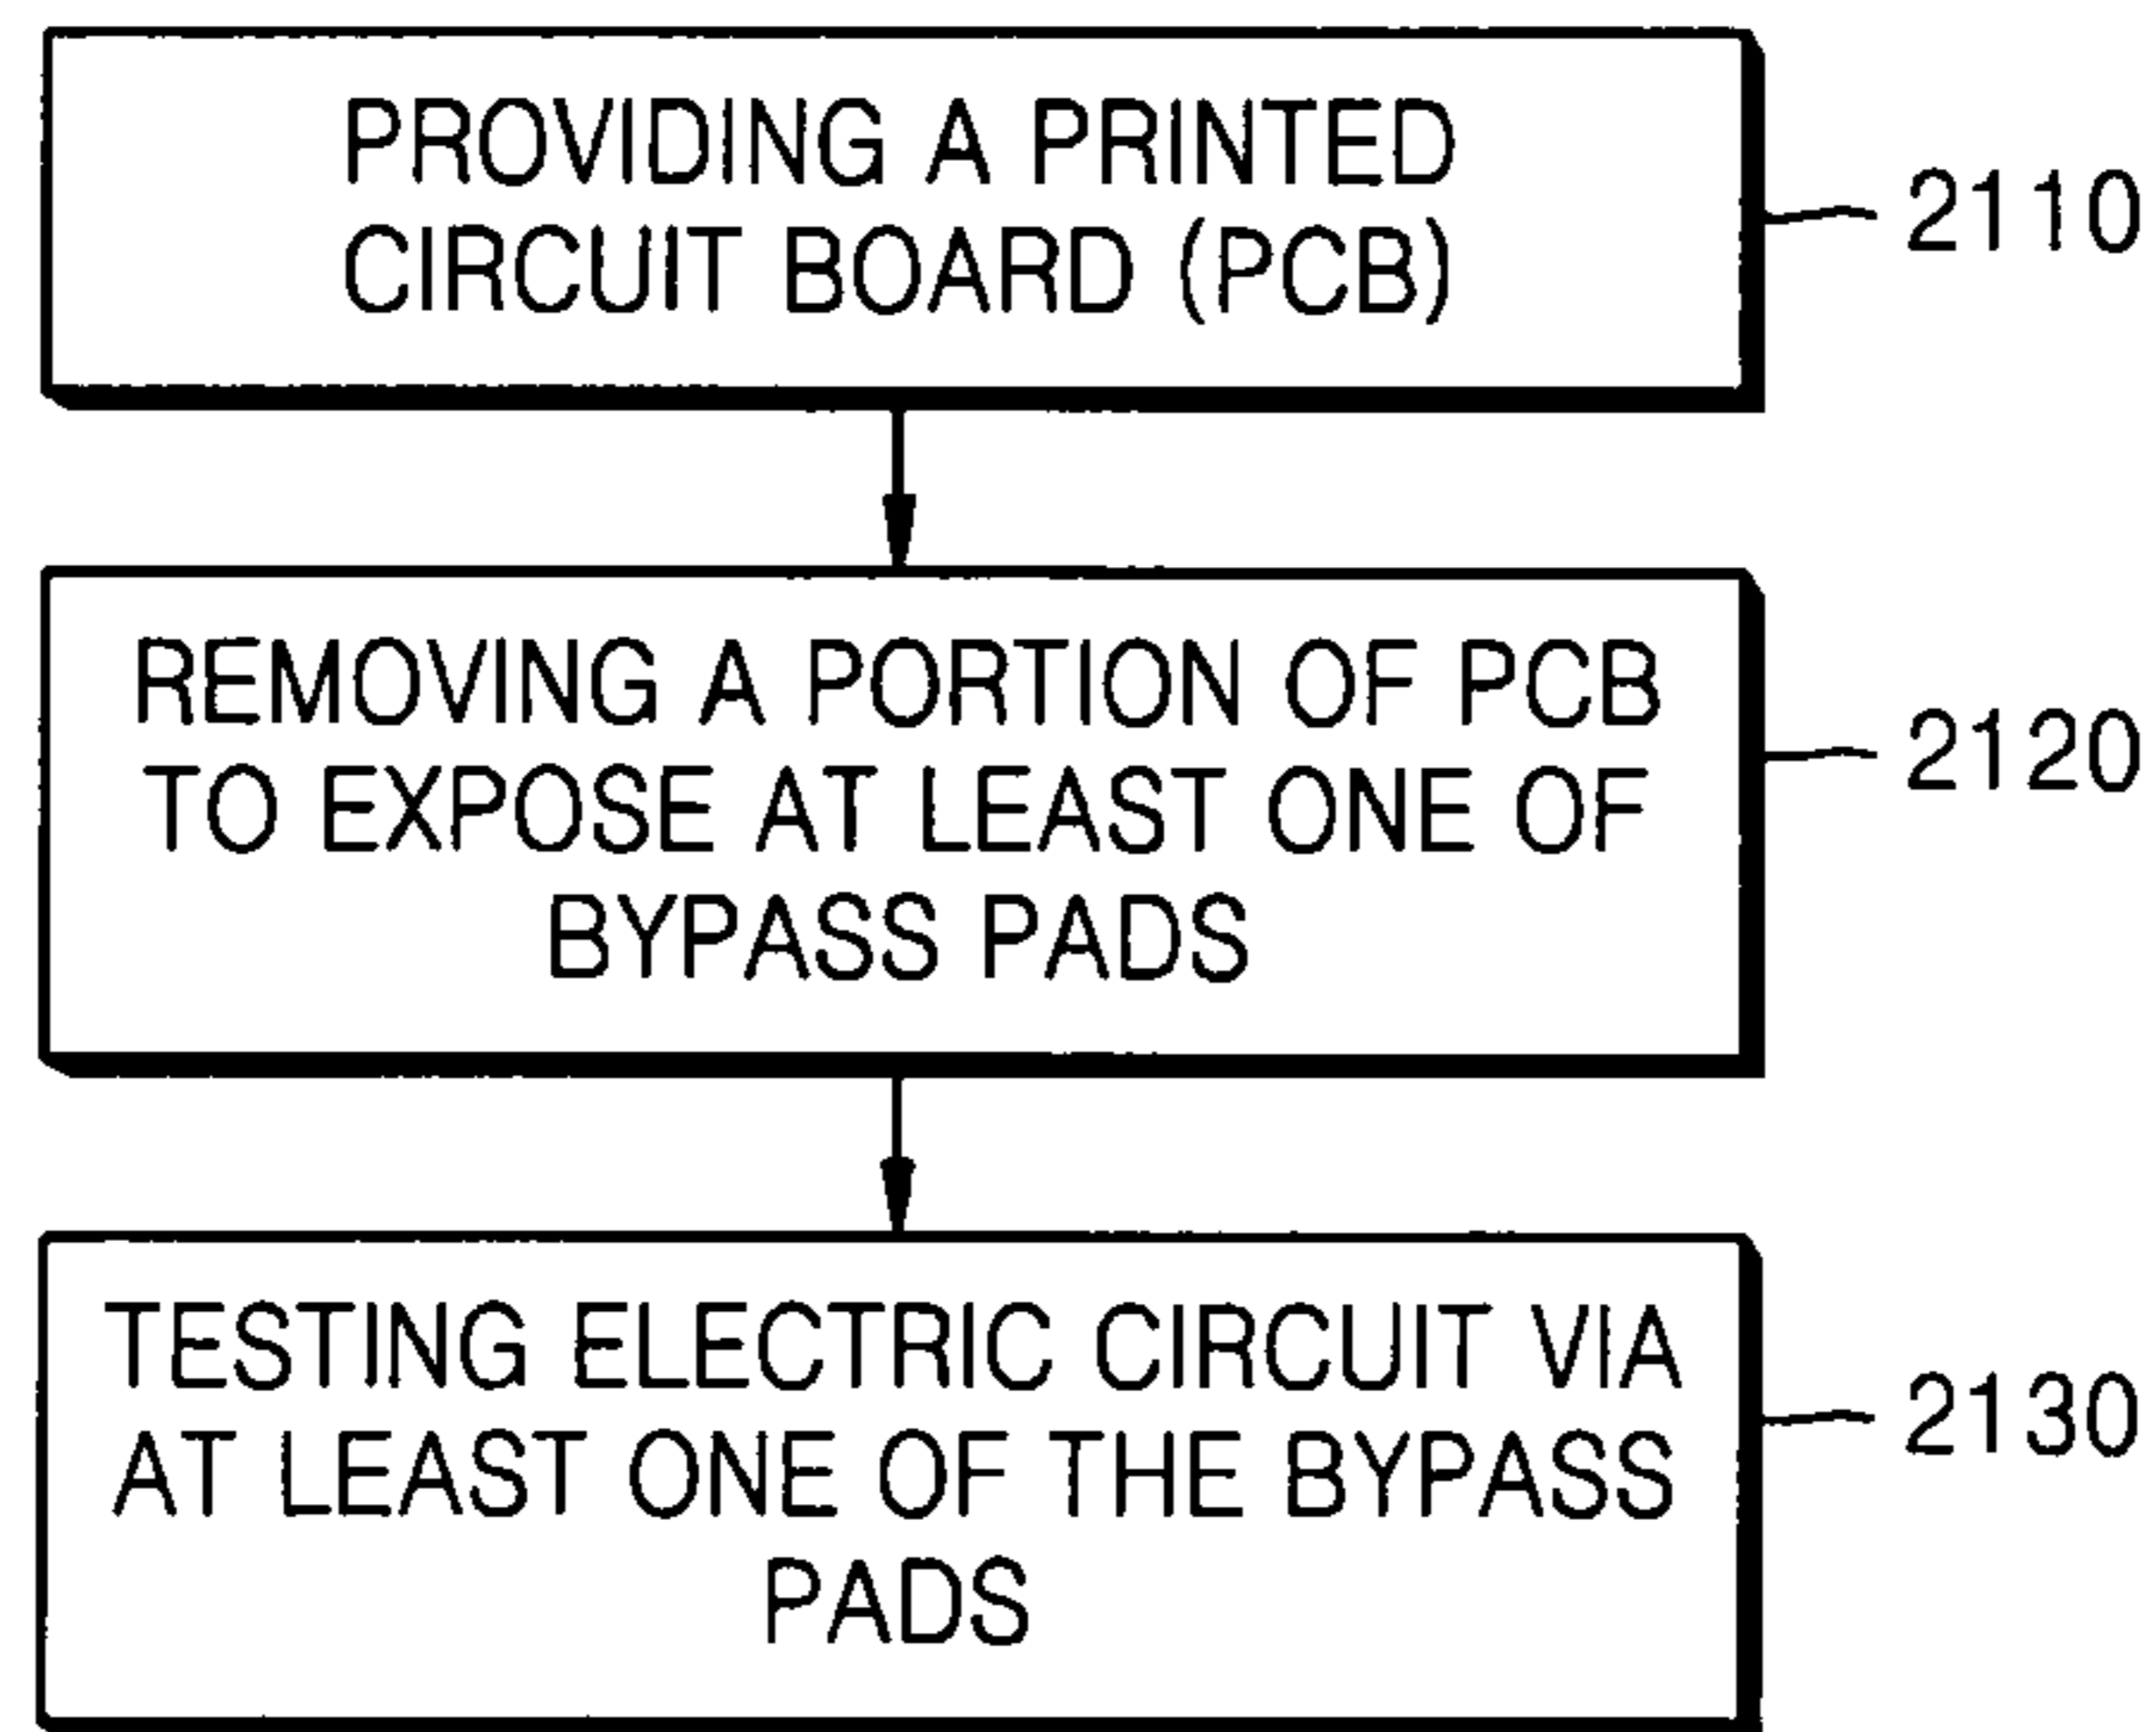 PROVIDING A PRINTED
CIRCUIT BOARD (PCB)
2110
REMOVING A PORTION OF PCB
TO EXPOSE AT LEAST ONE OF
BYPASS PADS
2120
TESTING ELECTRIC CIRCUIT VIA
AT LEAST ONE OF THE BYPASS
PADS
2130